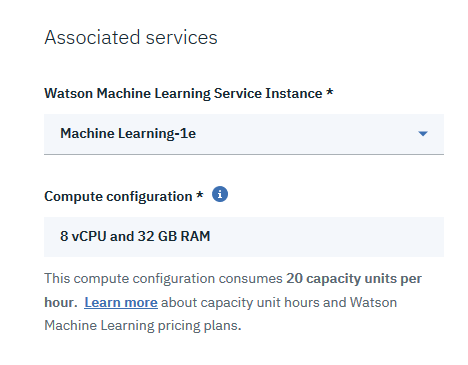 Associated services
Watson Machine Learning Service Instance *
Machine Learning-1e
Compute configuration *
8 vCPU and 32 GB RAM
This compute configuration consumes 20 capacity units per
hour. Learn more about capacity unit hours and Watson
Machine Learning pricing plans.